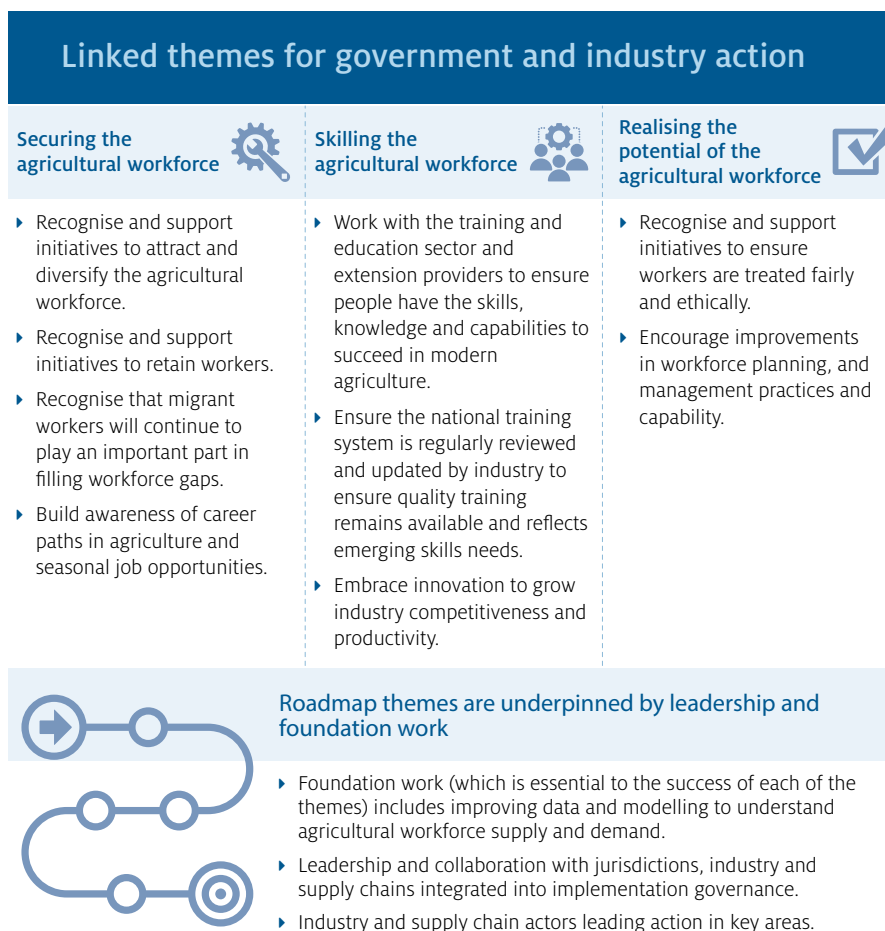 Linked themes for government and industry action
Securing the
agricultural workforce
▸ Recognise and support
initiatives to attract and
diversify the agricultural
workforce.
▸ Recognise and support
initiatives to retain workers.
▸ Recognise that migrant
workers will continue to
play an important part in
filling workforce gaps.
▸ Build awareness of career
paths in agriculture and
seasonal job opportunities.
Skilling the
agricultural workforce
▸ Work with the training and
education sector and
extension providers to ensure
people have the skills,
knowledge and capabilities to
succeed in modern
agriculture.
▸ Ensure the national training
system is regularly reviewed
and updated by industry to
ensure quality training
remains available and reflects
emerging skills needs.
▸ Embrace innovation to grow
industry competitiveness and
productivity.
Realising the
potential of the
agricultural workforce
▸ Recognise and support
initiatives to ensure
workers are treated fairly
and ethically.
▸ Encourage improvements
in workforce planning, and
management practices and
capability.
Roadmap themes are underpinned by leadership and
foundation work
▸ Foundation work (which is essential to the success of each of the
themes) includes improving data and modelling to understand
agricultural workforce supply and demand.
▸ Leadership and collaboration with jurisdictions, industry and
supply chains integrated into implementation governance.
▸ Industry and supply chain actors leading action in key areas.